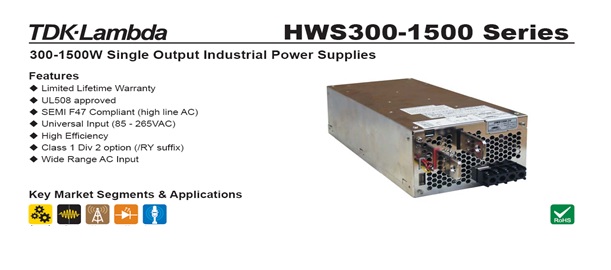 TDK·Lambda
HWS300-1500 Series
300-1500W Single Output Industrial Power Supplies
Features
◆ Limited Lifetime Warranty
◆ UL508 approved
◆ SEMI F47 Compliant (high line AC)
◆ Universal Input (85 - 265VAC)
◆ High Efficiency
◆ Class 1 Div 2 option (/RY suffix)
◆ Wide Range AC Input
Key Market Segments & Applications
RoHS